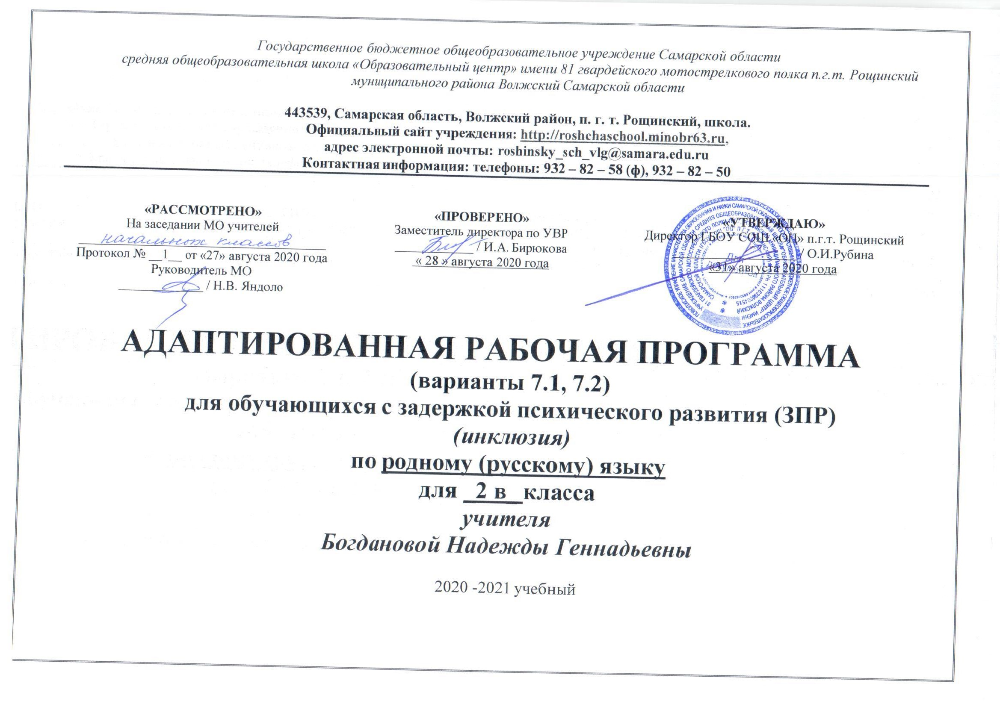 Государственное бюджетное общеобразовательное учреждение Самарской области
средняя общеобразовательная школа «Образовательный центр» имени 81 гвардейского мотострелкового полка п.г.т. Рощинский
муниципального района Волжский Самарской области
443539, Самарская область, Волжский район, п. г. т. Рощинский, школа.
Официальный сайт учреждения: http://roshchaschool.minobr63.ru,
адрес электронной почты: roshinsky_sch_vlg@samara.edu.ru
Контактная информация: телефоны: 932 – 82 – 58 (ф), 932 – 82 – 50
«РАССМОТРЕНО»
На заседании МО учителей
начальных классов
Протокол № __1__ от «27» августа 2020 года
Руководитель МО
/ Н.В. Яндоло
«ПРОВЕРЕНО»
Заместитель директора по УВР
/ И.А. Бирюкова
« 28 » августа 2020 года
«УТВЕРЖДАЮ»
Директор ГБОУ СОШ «ОЦ» п.г.т. Рощинский
/ О.И.Рубина
«31» августа 2020 года
АДАПТИРОВАННАЯ РАБОЧАЯ ПРОГРАММА
(варианты 7.1, 7.2)
для обучающихся с задержкой психического развития (ЗПР)
(инклюзия)
по родному (русскому) языку
для 2 в класса
учителя
Богдановой Надежды Геннадьевны
2020 -2021 учебный